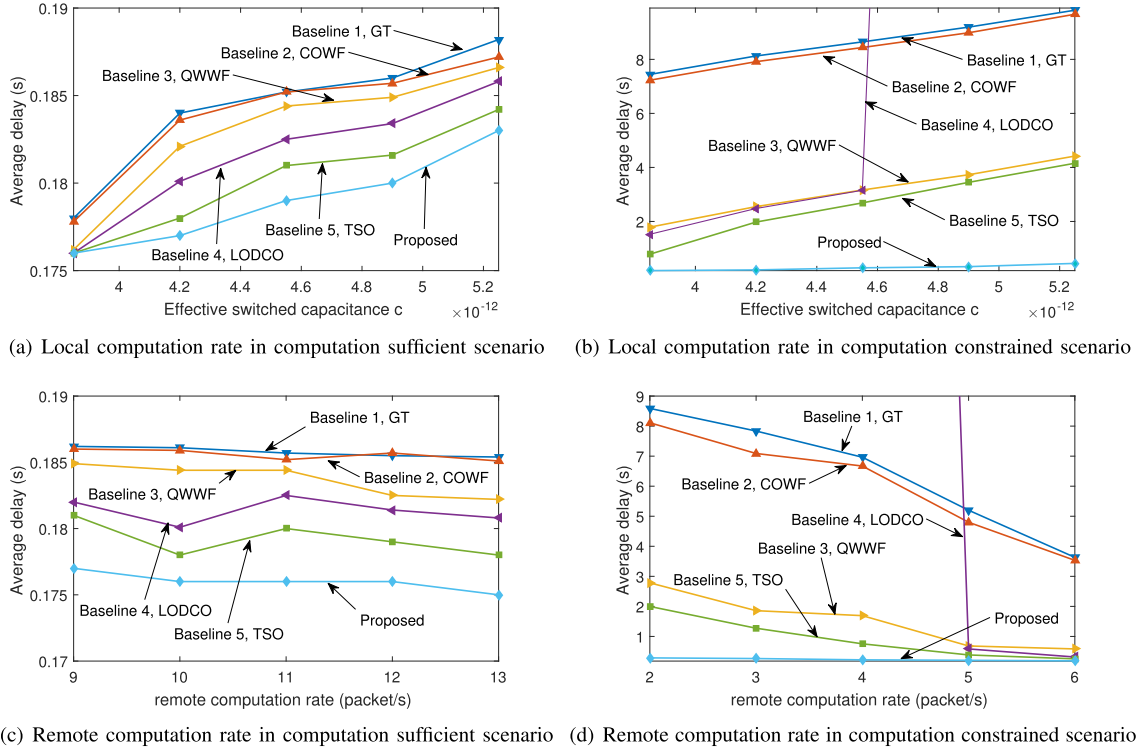 0.19
0.185
0.18
0.175
Average delay (s)
Baseline 1, GT
Baseline 2, COWF
Baseline 3, QWWF
Baseline 4, LODCO
Baseline 5, TSO
Proposed
4 4.2 4.4 4.6 4.8 5 5.2
Effective switched capacitance c
×10-12
(a) Local computation rate in computation sufficient scenario
8
6
4
2
Average delay (s)
Baseline 1, GT
Baseline 2, COWF
Baseline 4, LODCO
Baseline 3, QWWF
Baseline 5, TSO
Proposed
4 4.2 4.4 4.6 4.8 5 5.2
Effective switched capacitance c
×10-12
(b) Local computation rate in computation constrained scenario
0.19
0.185
0.18
0.175
0.17
Average delay (s)
Baseline 1, GT
Baseline 2, COWF
Baseline 3, QWWF
Baseline 4, LODCO
Baseline 5, TSO
Proposed
9 10 11 12 13
remote computation rate (packet/s)
(c) Remote computation rate in computation sufficient scenario
9
8
7
6
5
4
3
2
1
Average delay (s)
Baseline 1, GT
Baseline 2, COWF
Baseline 4, LODCO
Baseline 3, QWWF
Baseline 5, TSO
Proposed
2 3 4 5 6
remote computation rate (packet/s)
(d) Remote computation rate in computation constrained scenario